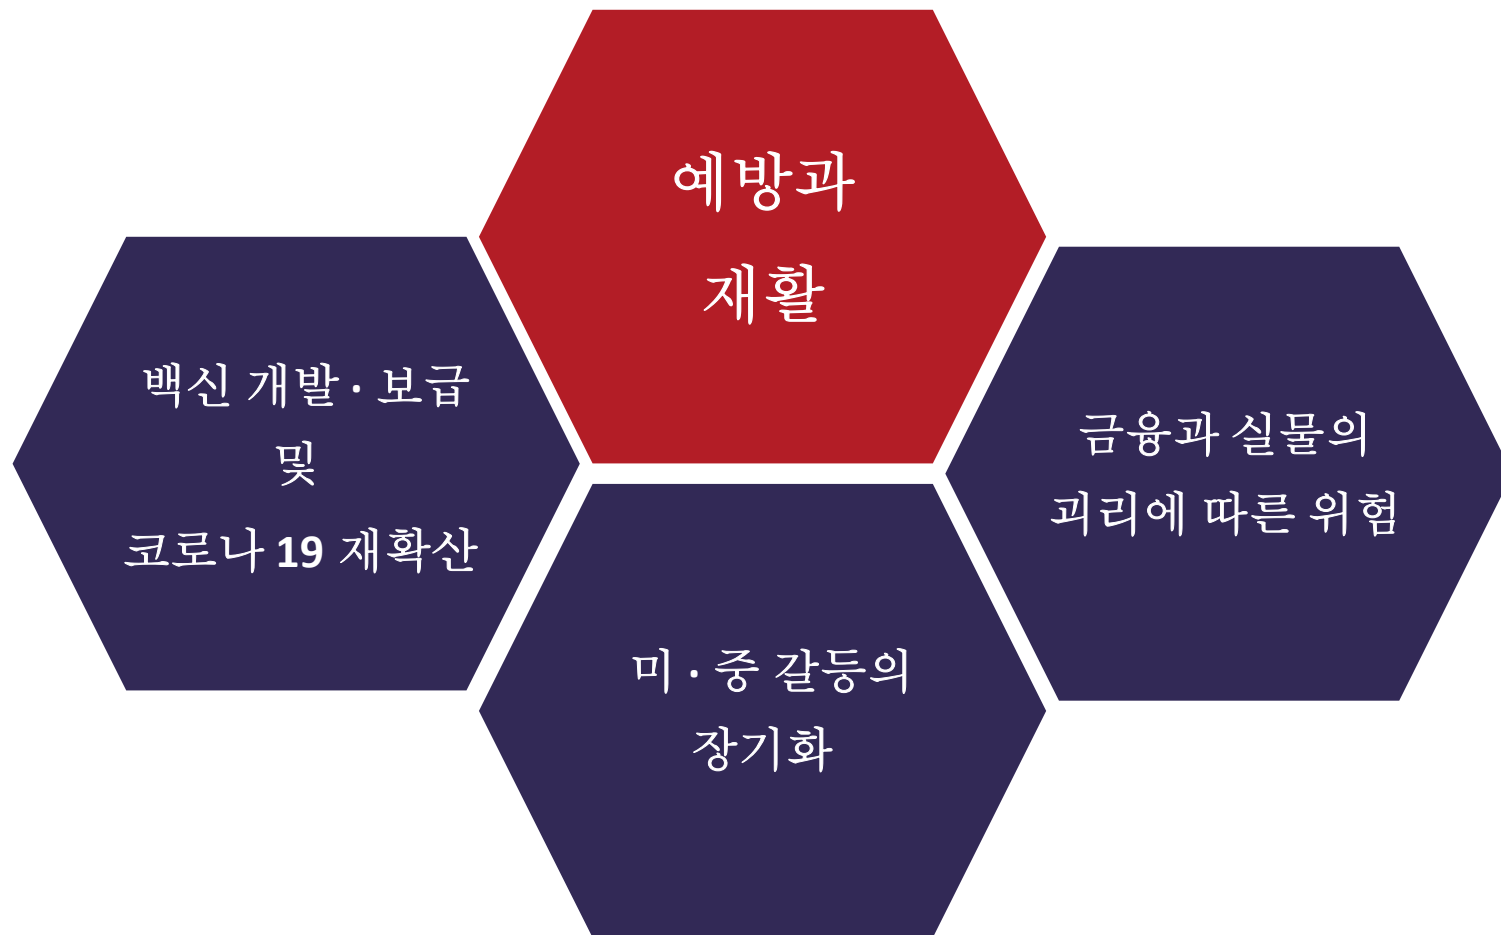 예방과
재활
백신 개발 · 보급
및
코로나 19 재확산
금융과 실물의
괴리에 따른 위험
미 · 중 갈등의
장기화